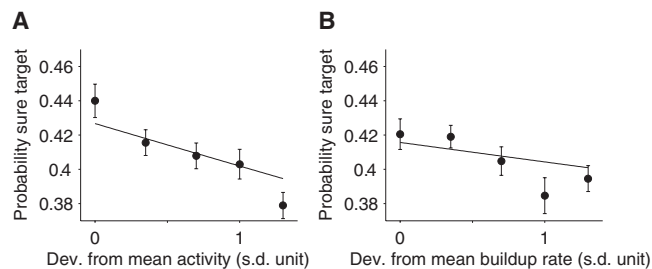 A
Probability sure target
0.46
0.44
0.42
0.4
0.38
0
1
Dev. from mean activity (s.d. unit)
B
Probability sure target
0.46
0.44
0.42
0.4
0.38
0
1
Dev. from mean buildup rate (s.d. unit)